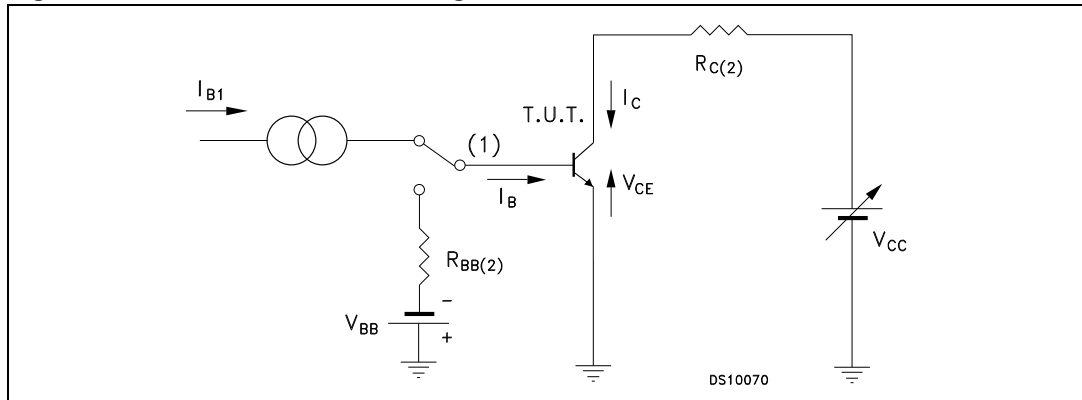 R_C(2)
I_B1
I_C
T.U.T.
(1)
I_B
V_CE
V_CC
R_BB(2)
V_BB
-
+
DS10070